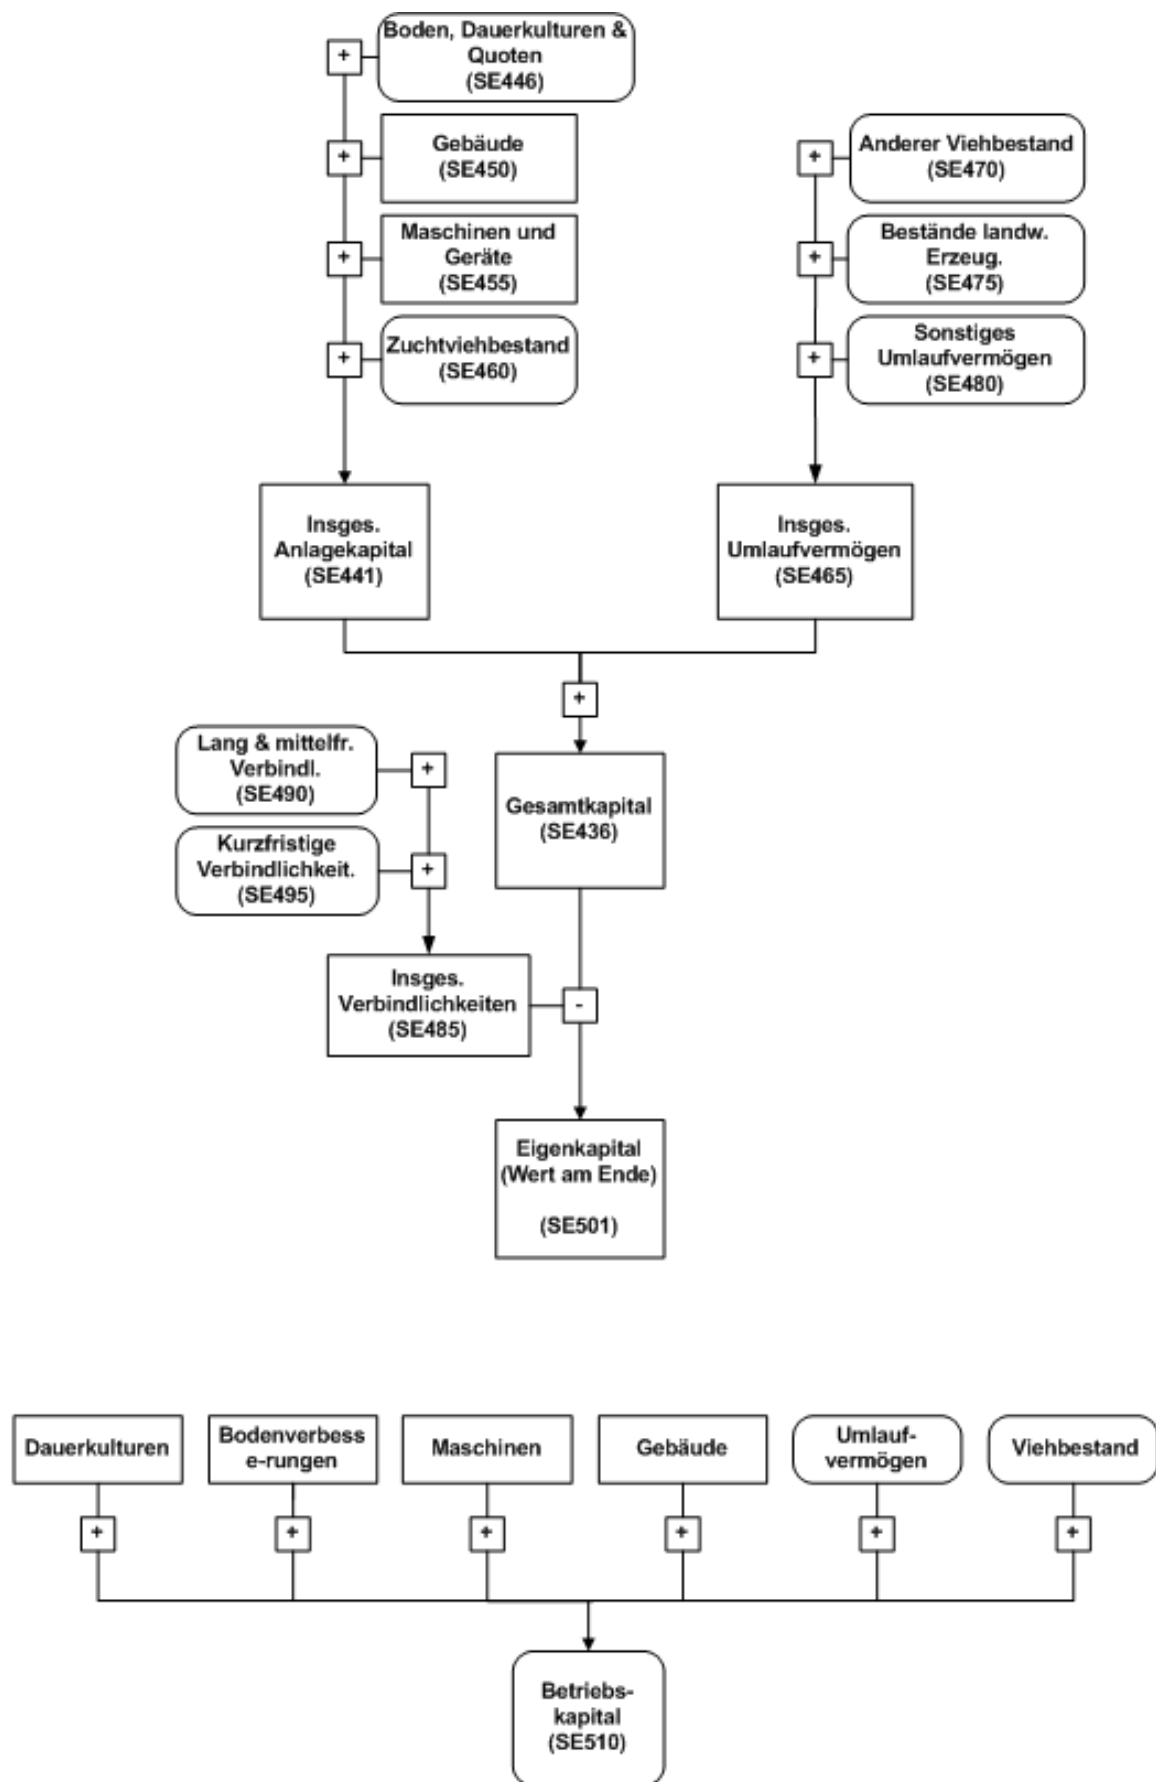 +
Boden, Dauerkulturen &
Quoten
(SE446)
+
Gebäude
(SE450)
+
Maschinen und
Geräte
(SE455)
+
Zuchtviehbestand
(SE460)
+
Anderer Viehbestand
(SE470)
+
Bestände landw.
Erzeug.
(SE475)
+
Sonstiges
Umlaufvermögen
(SE480)
Insges.
Anlagekapital
(SE441)
Insges.
Umlaufvermögen
(SE465)
+
Lang & mittelfr.
Verbindl.
(SE490)
+
Kurzfristige
Verbindlichkeit.
(SE495)
+
Gesamtkapital
(SE436)
Insges.
Verbindlichkeiten
(SE485)
-
Eigenkapital
(Wert am Ende)
(SE501)
Dauerkulturen
Bodenverbess
e-rungen
Maschinen
Gebäude
Umlauf-
vermögen
Viehbestand
+
+
+
+
+
+
Betriebs-
kapital
(SE510)